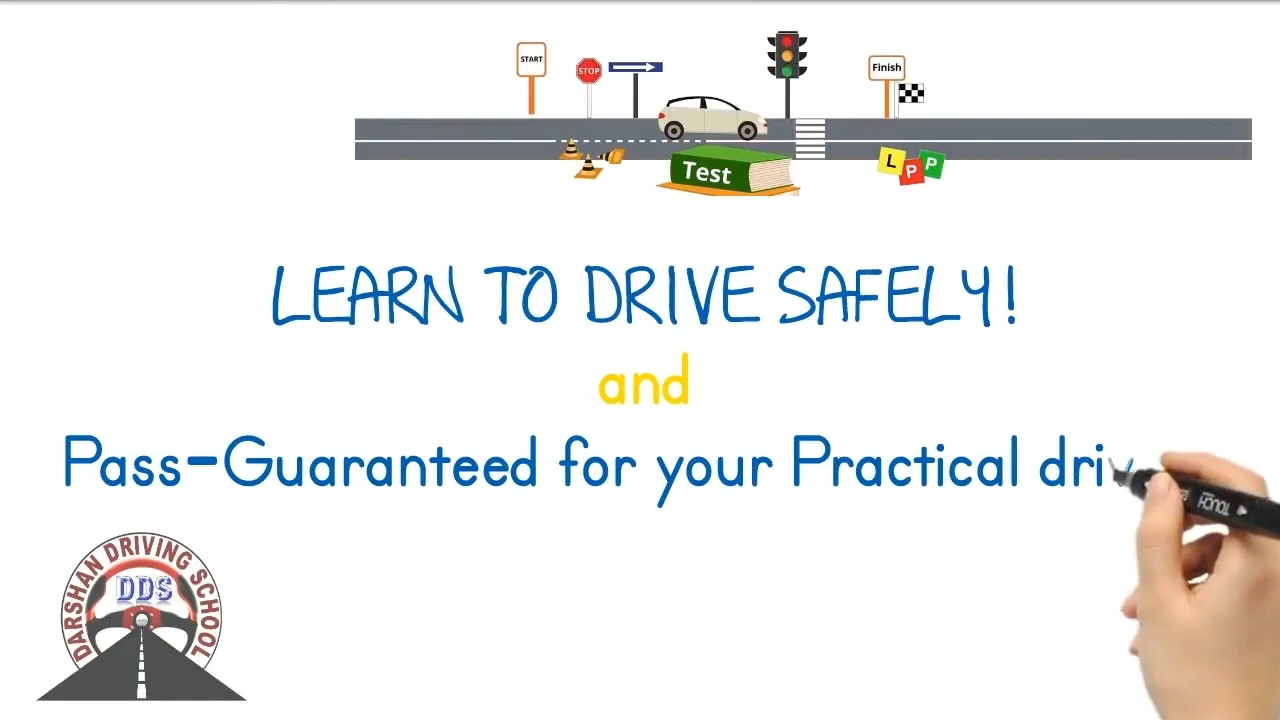 START
STOP
Finish
Test
L P P
LEARN TO DRIVE SAFELY!
and
Pass-Guaranteed for your Practical dri
TOUCH
DARSHAN DRIVING SCHOOL
DDS